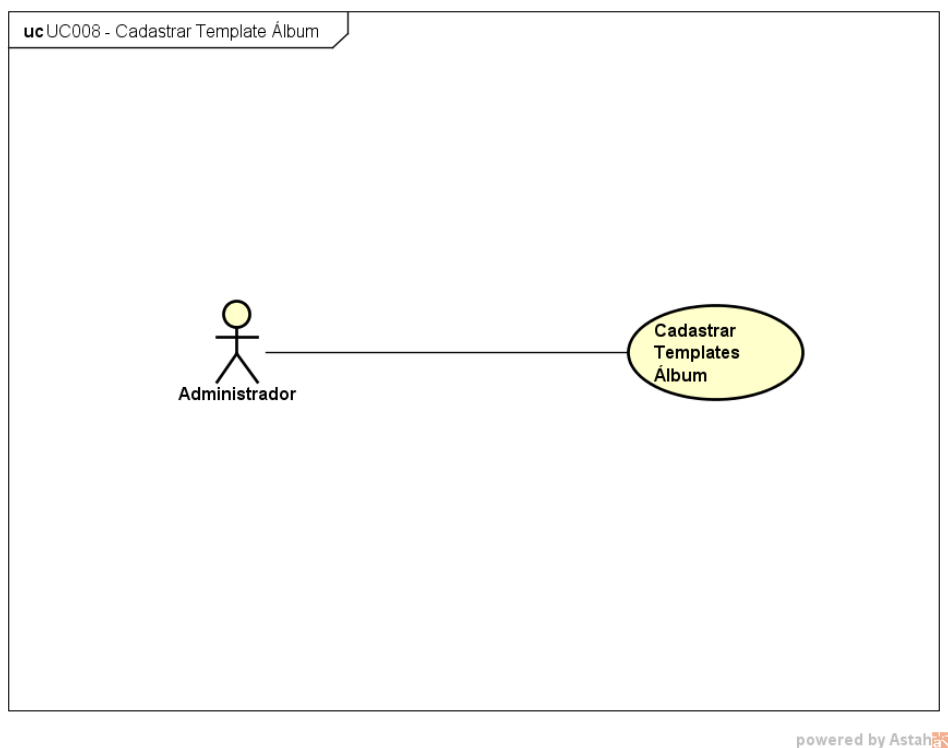 uc UC008 - Cadastrar Template Álbum
Cadastrar
Templates
Álbum
Administrador
powered by Astah